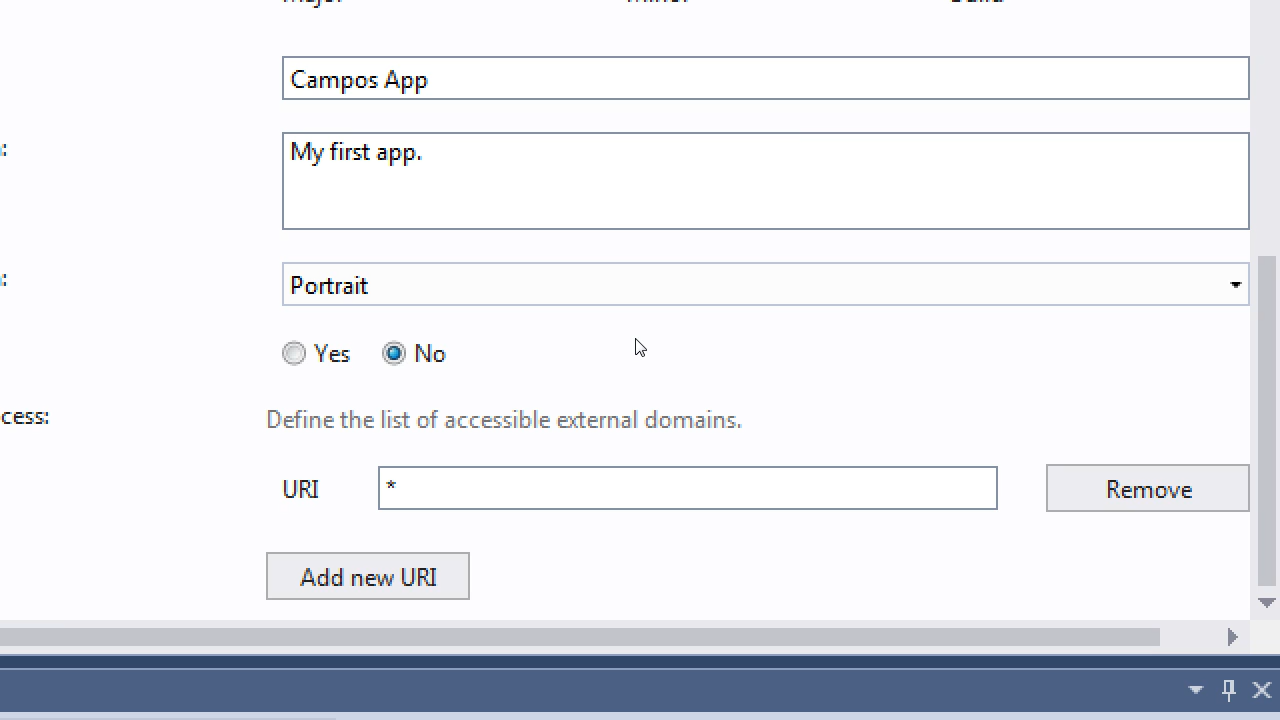 Campos App
My first app.
Portrait
Yes No
cess: Define the list of accessible external domains.
URI * Remove
Add new URI